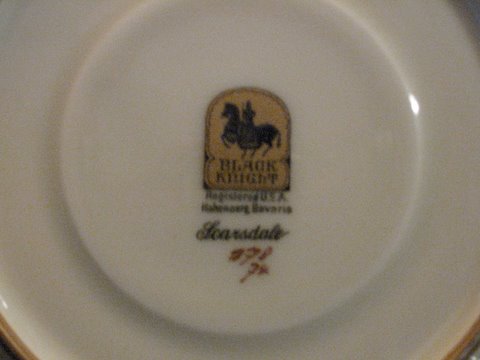 BLACK
KNIGHT
Registered U.S.A.
Hohenberg, Bavaria
Scarsdale